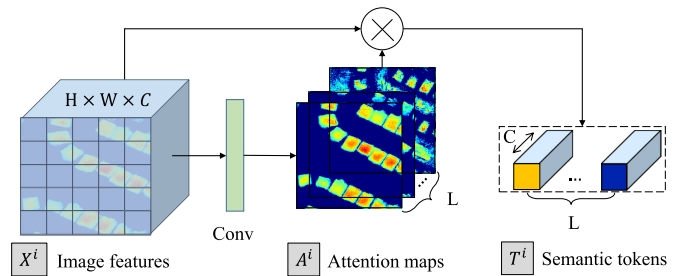 H × W × C
Conv
...
L
C
...
L
X^i Image features
A^i Attention maps
T^i Semantic tokens